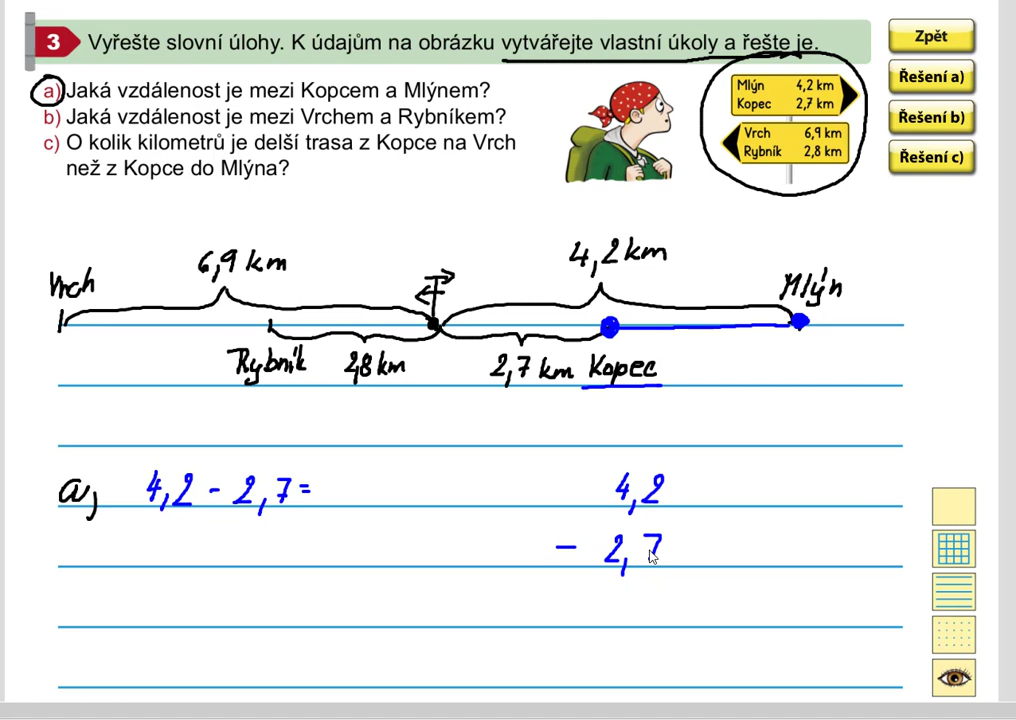 3 Vyřešte slovní úlohy. K údajům na obrázku vytvářejte vlastní úkoly a řešte je.
Zpět
a) Jaká vzdálenost je mezi Kopcem a Mlýnem?
b) Jaká vzdálenost je mezi Vrchem a Rybníkem?
c) O kolik kilometrů je delší trasa z Kopce na Vrch
než z Kopce do Mlýna?
Mlýn 4,2 km
Kopec 2,7 km
Vrch 6,9 km
Rybník 2,8 km
Řešení a)
Řešení b)
Řešení c)
6,9 km
4,2 km
Vrch
Mlýn
Rybník 2,8 km 2,7 km Kopec
a) 4,2 - 2,7 =
4,2
- 2,7